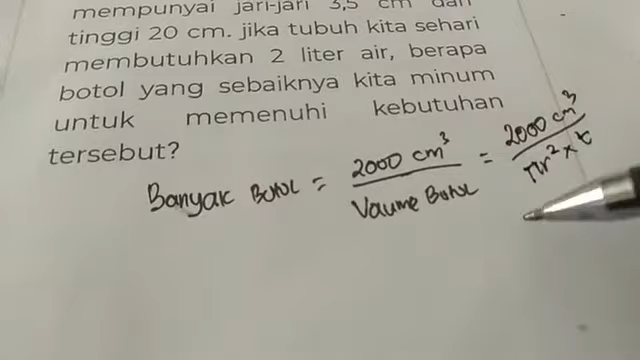 mempunyai jari-jari 3,5 cm dan
tinggi 20 cm. jika tubuh kita sehari
membutuhkan 2 liter air, berapa
botol yang sebaiknya kita minum
untuk memenuhi kebutuhan
tersebut?
Banyak Botol = 2000 cm³ / Volume Botol = 2000 cm³ / πr² × t